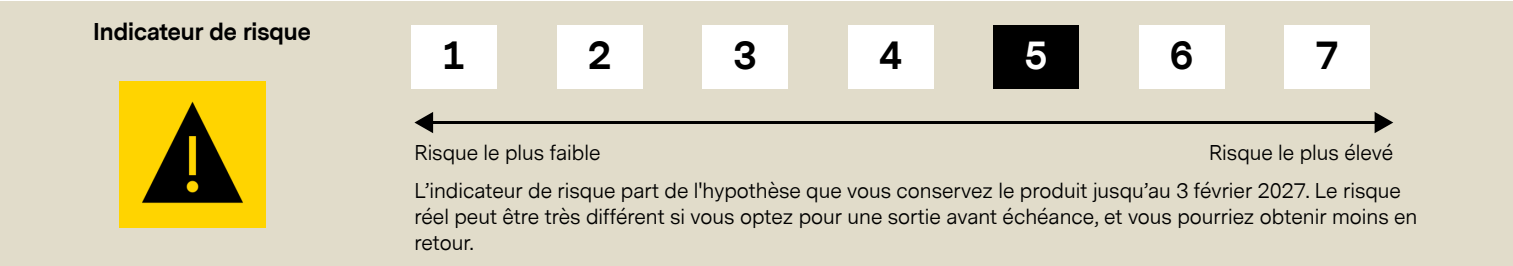 Indicateur de risque
1 2 3 4 5 6 7
Risque le plus faible
Risque le plus élevé
L’indicateur de risque part de l'hypothèse que vous conservez le produit jusqu’au 3 février 2027. Le risque
réel peut être très différent si vous optez pour une sortie avant échéance, et vous pourriez obtenir moins en
retour.